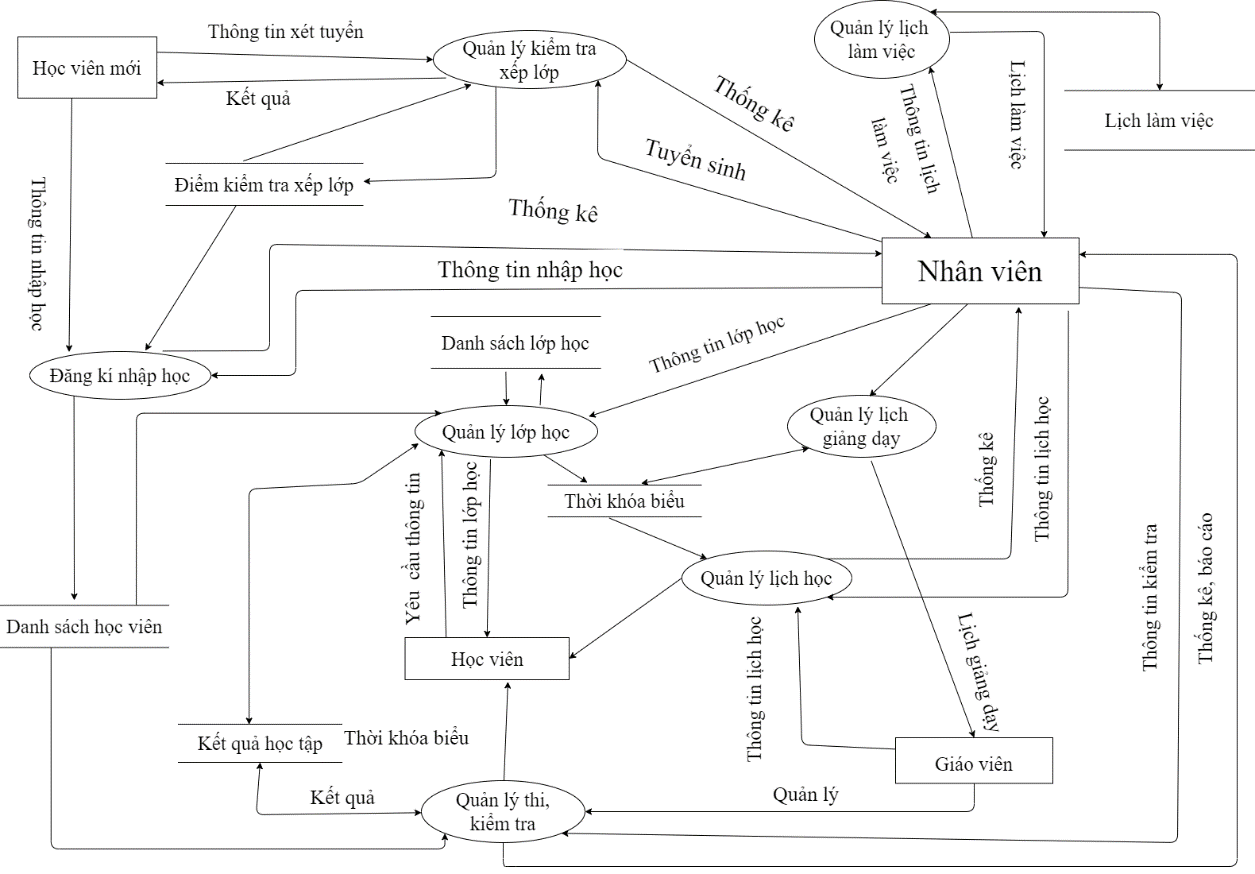 Thông tin xét tuyển
Quản lý kiểm tra
xếp lớp
Quản lý lịch
làm việc
Học viên mới
Kết quả
Thống kê
Lịch làm việc
Thông tin lịch
làm việc
Lịch làm việc
Tuyển sinh
Điểm kiểm tra xếp lớp
Thông tin nhập học
Thống kê
Thông tin nhập học
Nhân viên
Danh sách lớp học
Thông tin lớp học
Đăng kí nhập học
Quản lý lớp học
Quản lý lịch
giảng dạy
Yêu cầu thông tin
Thông tin lớp học
Thời khóa biểu
Thống kê
Thông tin lịch học
Quản lý lịch học
Thông tin kiểm tra
Thống kê, báo cáo
Danh sách học viên
Học viên
Thông tin lịch học
Lịch giảng dạy
Kết quả học tập
Thời khóa biểu
Giáo viên
Kết quả
Quản lý thi,
kiểm tra
Quản lý